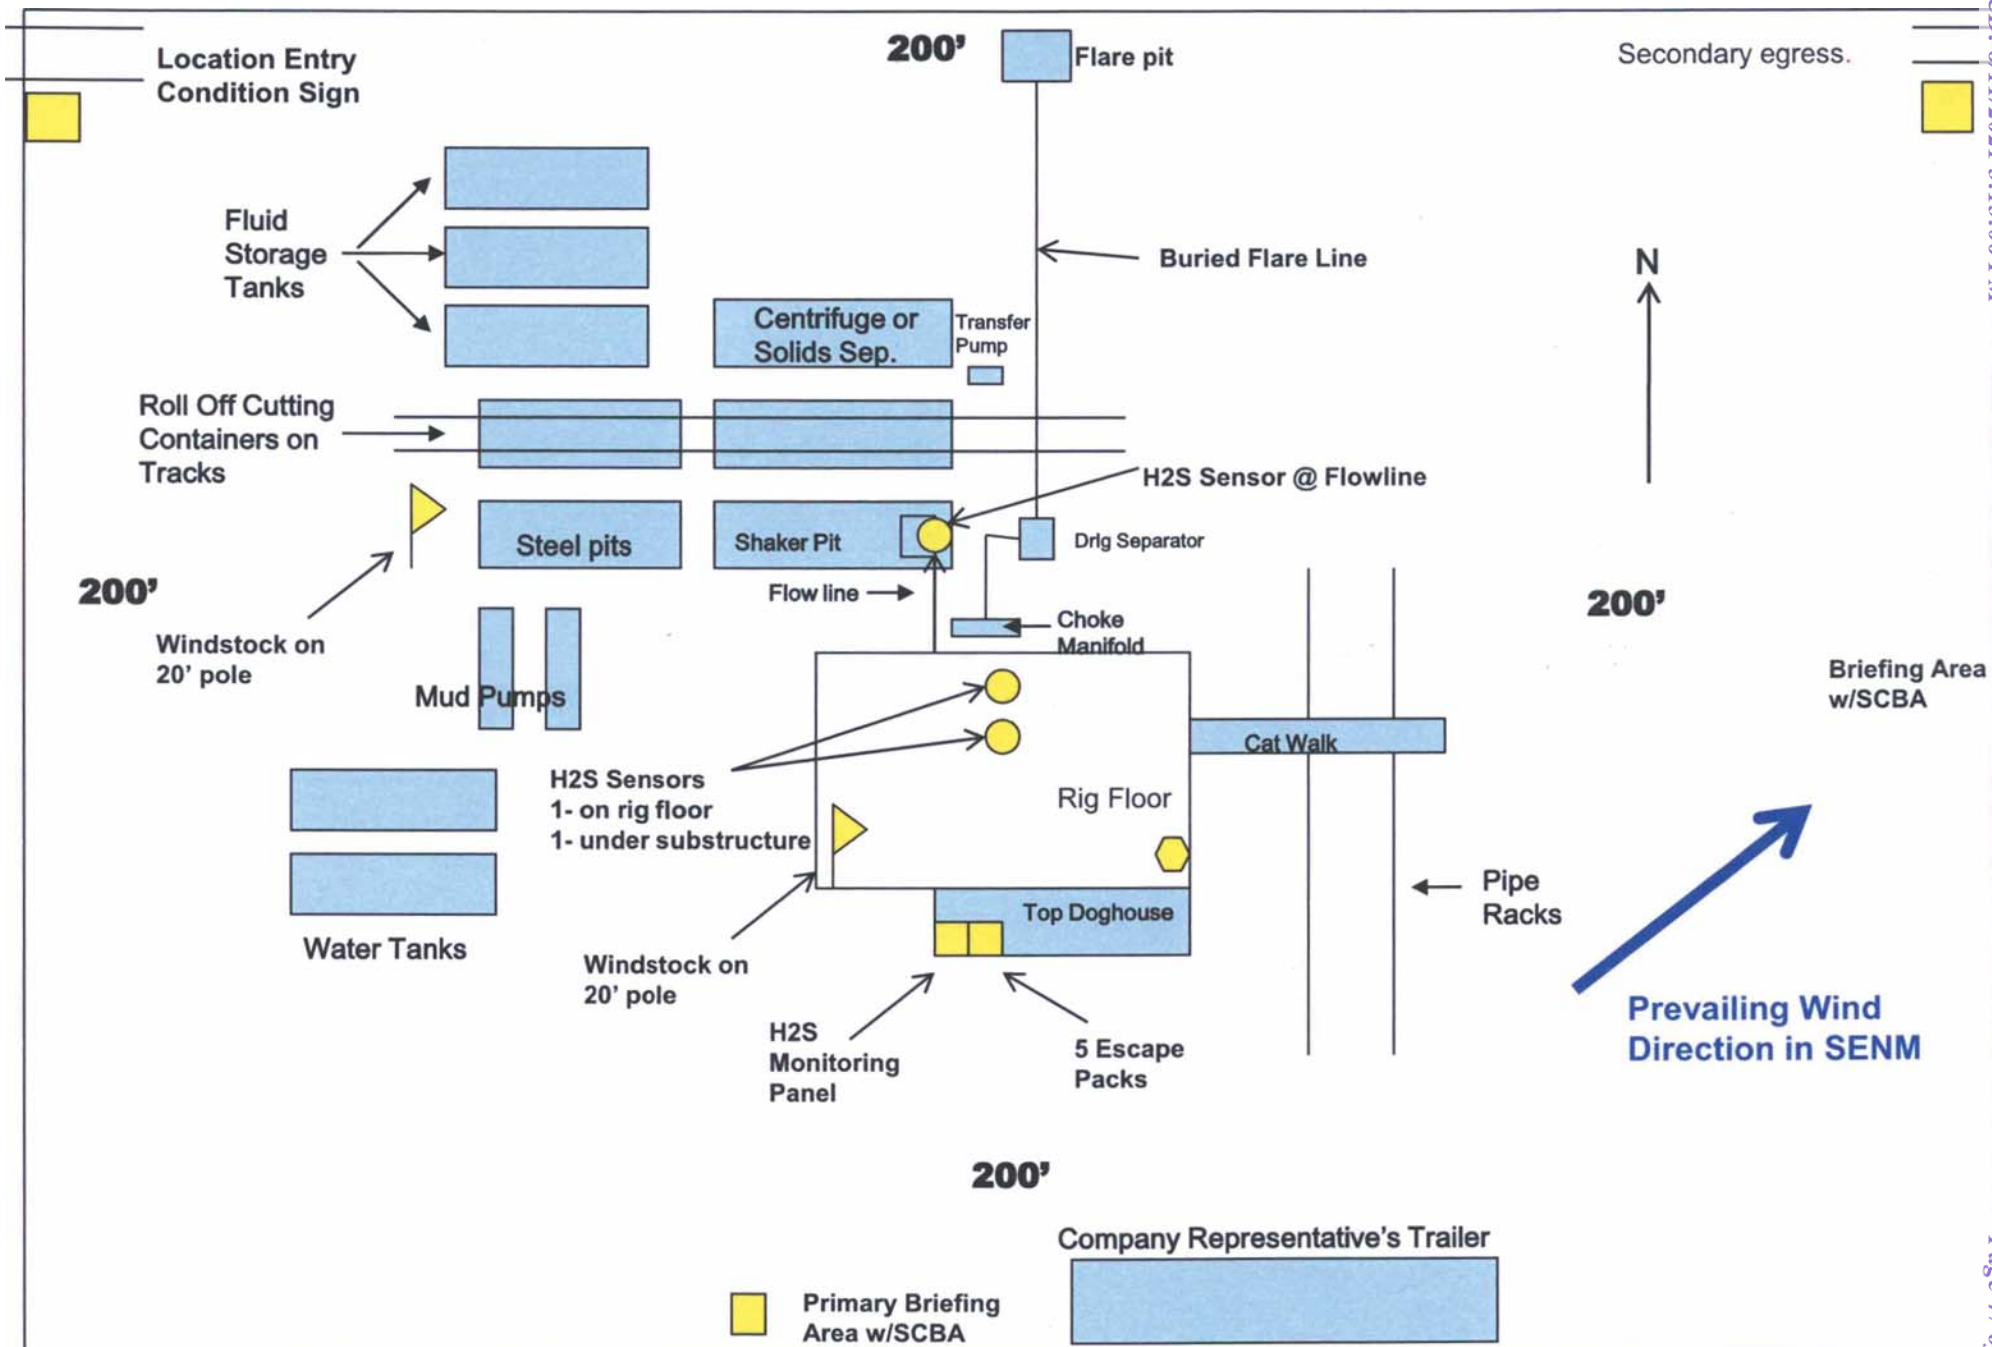 Location Entry
Condition Sign
200’
Flare pit
Secondary egress.
Fluid
Storage
Tanks
Buried Flare Line
N
Centrifuge or
Solids Sep.
Transfer
Pump
Roll Off Cutting
Containers on
Tracks
H2S Sensor @ Flowline
Steel pits
Shaker Pit
Drlg Separator
200’
Flow line
200’
Windstock on
20’ pole
Choke
Manifold
Mud Pumps
Briefing Area
w/SCBA
Cat Walk
H2S Sensors
1- on rig floor
1- under substructure
Rig Floor
Pipe
Racks
Top Doghouse
Water Tanks
Windstock on
20’ pole
H2S
Monitoring
Panel
5 Escape
Packs
Prevailing Wind
Direction in SENM
200’
Company Representative’s Trailer
Primary Briefing
Area w/SCBA